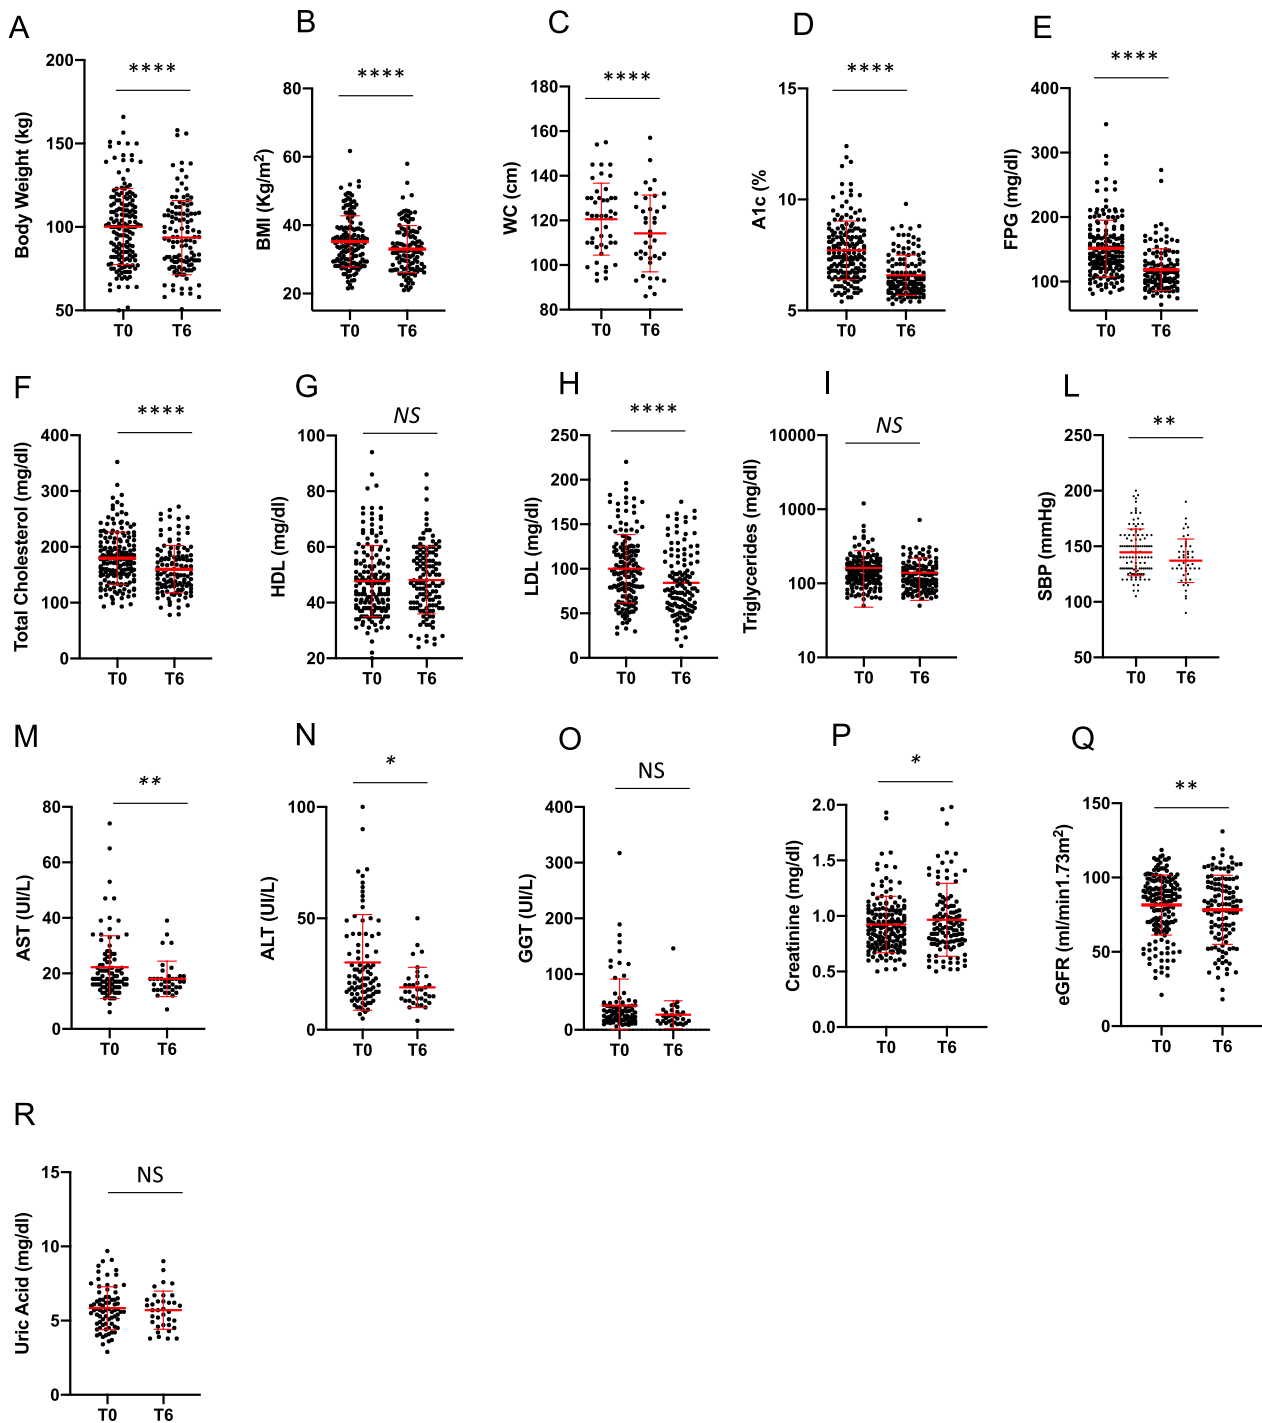 A
****
Body Weight (kg)
200
150
100
50
T0 T6
B
****
BMI (Kg/m²)
80
60
40
20
T0 T6
C
****
WC (cm)
180
160
140
120
100
80
T0 T6
D
****
A1c (%
15
10
5
T0 T6
E
****
FPG (mg/dl)
400
300
200
100
T0 T6
F
****
Total Cholesterol (mg/dl)
400
300
200
100
0
T0 T6
G
NS
HDL (mg/dl)
100
80
60
40
20
T0 T6
H
****
LDL (mg/dl)
250
200
150
100
50
0
T0 T6
I
NS
Triglycerides (mg/dl)
10000
1000
100
10
T0 T6
L
**
SBP (mmHg)
250
200
150
100
50
T0 T6
M
**
AST (UI/L)
80
60
40
20
0
T0 T6
N
*
ALT (UI/L)
100
50
0
T0 T6
O
NS
GGT (UI/L)
400
300
200
100
0
T0 T6
P
*
Creatinine (mg/dl)
2.0
1.5
1.0
0.5
0.0
T0 T6
Q
**
eGFR (ml/min1.73m²)
150
100
50
0
T0 T6
R
NS
Uric Acid (mg/dl)
15
10
5
0
T0 T6